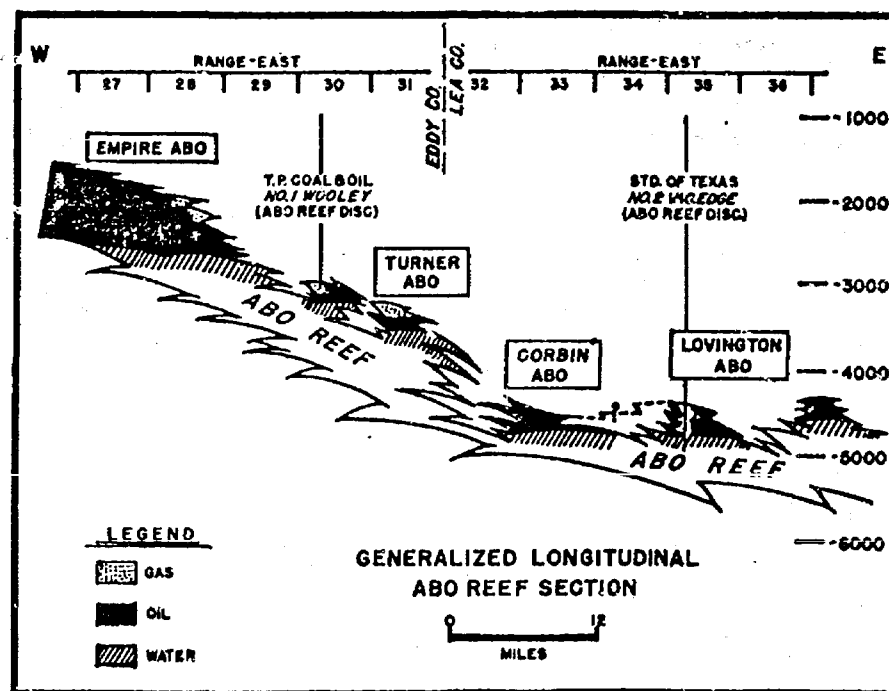 W E
RANGE-EAST RANGE-EAST
27 28 29 30 31 32 33 34 35 36
EDDY CO.
LEA CO.
-1000
EMPIRE ABO
T.P. COAL & OIL
NO. 1 WOOLEY
(ABO REEF DISC)
STD. OF TEXAS
NO. 2
(ABO REEF DISC)
-2000
TURNER
ABO
-3000
ABO REEF
CORBIN
ABO
LOVINGTON
ABO
-4000
?
ABO REEF
-5000
-6000
LEGEND
GAS
OIL
WATER
GENERALIZED LONGITUDINAL
ABO REEF SECTION
0 12
MILES